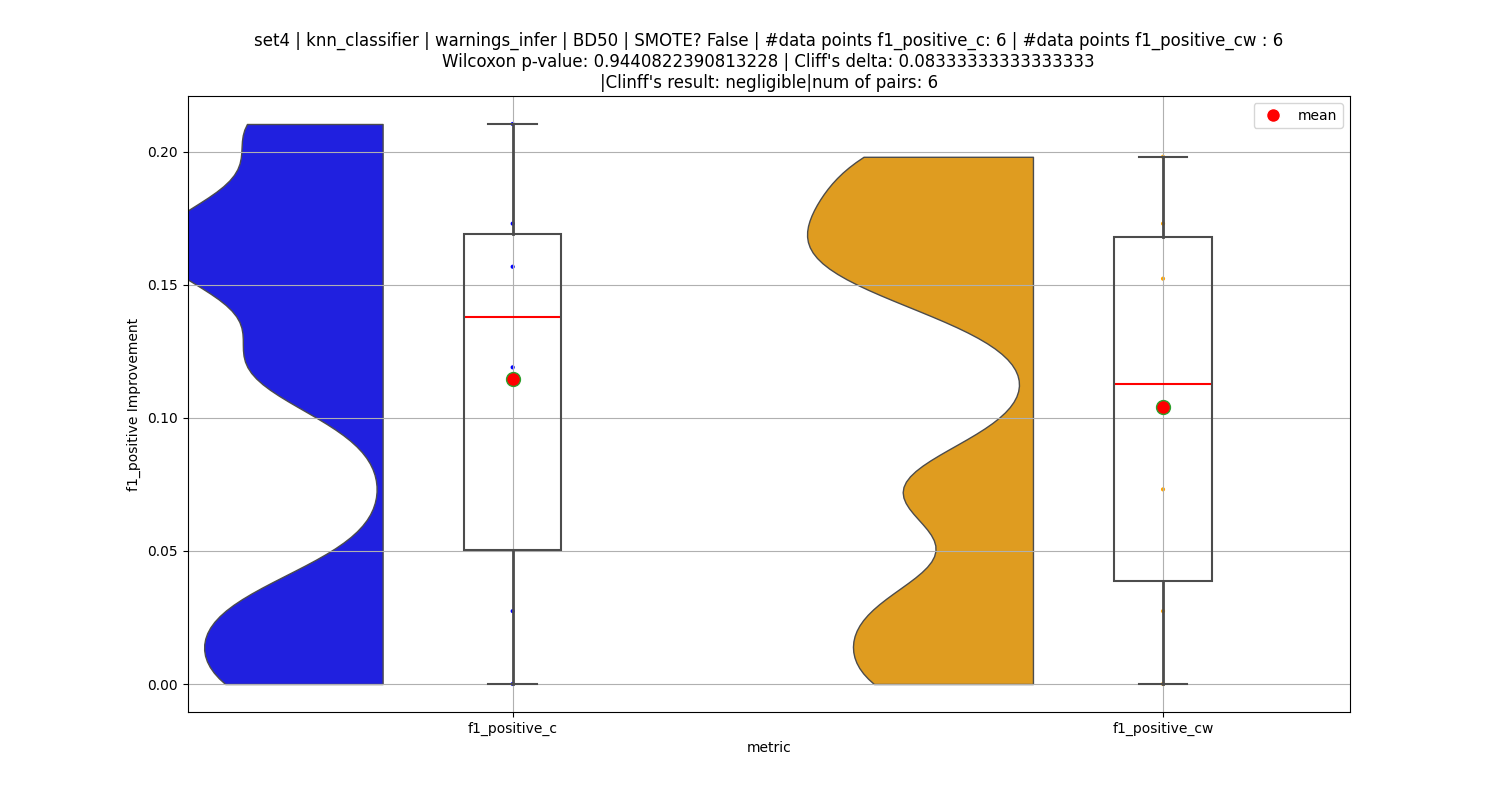 set4 | knn_classifier | warnings_infer | BD50 | SMOTE? False | #data points f1_positive_c: 6 | #data points f1_positive_cw : 6
Wilcoxon p-value: 0.9440822390813228 | Cliff's delta: 0.08333333333333333
|Clinff's result: negligible|num of pairs: 6
mean
f1_positive Improvement
0.20
0.15
0.10
0.05
0.00
f1_positive_c
f1_positive_cw
metric